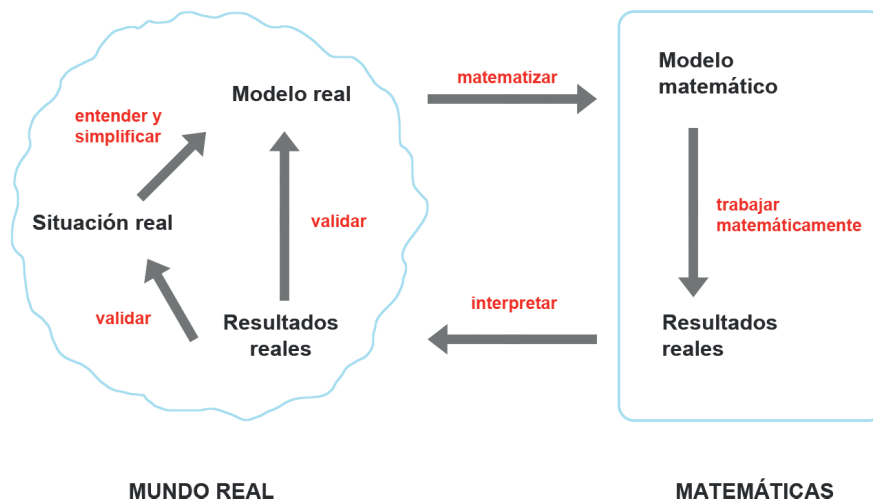 Modelo real
entender y
simplificar
Situación real
validar
validar
Resultados
reales
matematizar
interpretar
Modelo
matemático
trabajar
matemáticamente
Resultados
reales
MUNDO REAL
MATEMÁTICAS